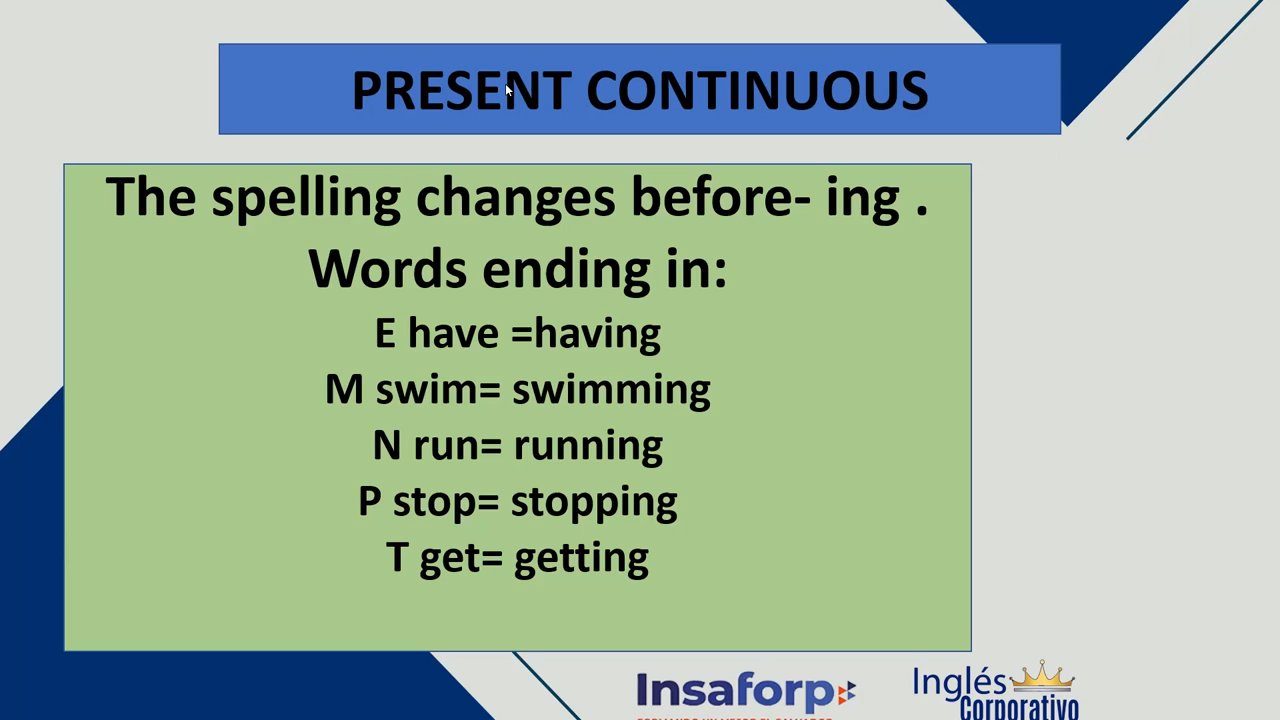 PRESENT CONTINUOUS
The spelling changes before- ing .
Words ending in:
E have =having
M swim= swimming
N run= running
P stop= stopping
T get= getting
Insaforp
Inglés
Corporativo